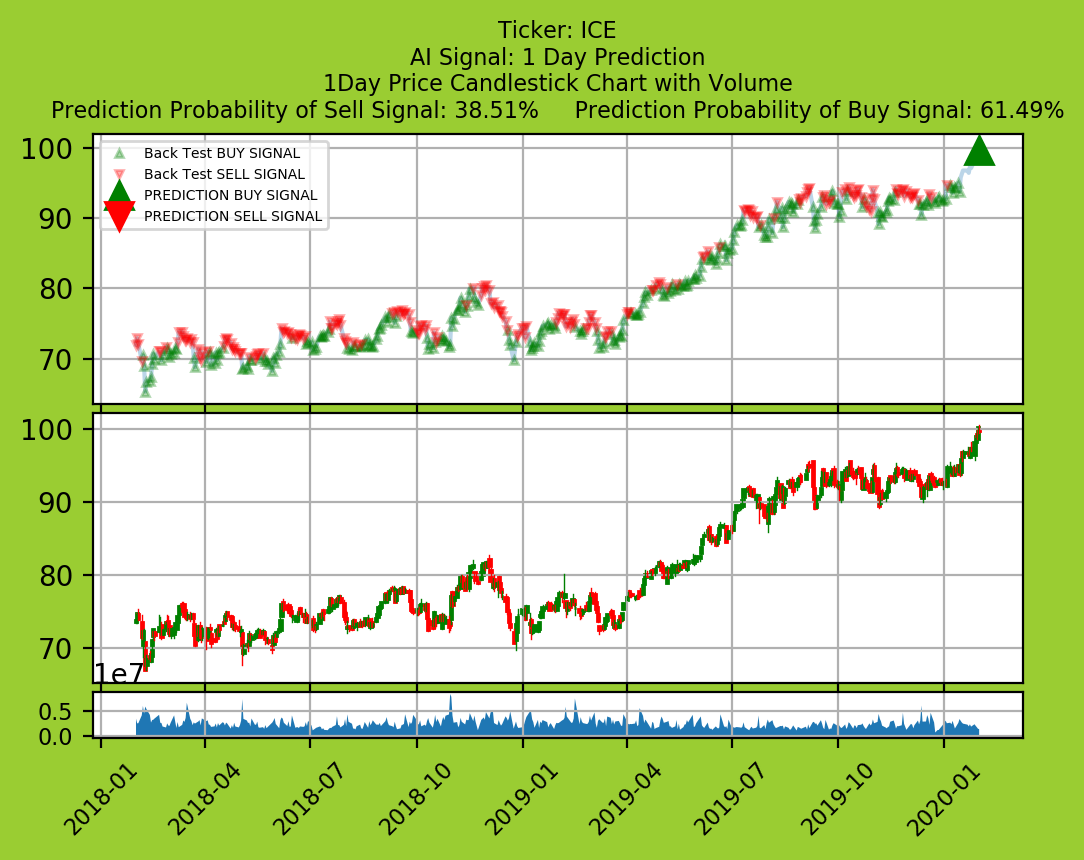 Ticker: ICE
AI Signal: 1 Day Prediction
1Day Price Candlestick Chart with Volume
Prediction Probability of Sell Signal: 38.51% Prediction Probability of Buy Signal: 61.49%
Back Test BUY SIGNAL
Back Test SELL SIGNAL
PREDICTION BUY SIGNAL
PREDICTION SELL SIGNAL
100
90
80
70
100
90
80
70
1e7
0.5
0.0
2018-01 2018-04 2018-07 2018-10 2019-01 2019-04 2019-07 2019-10 2020-01